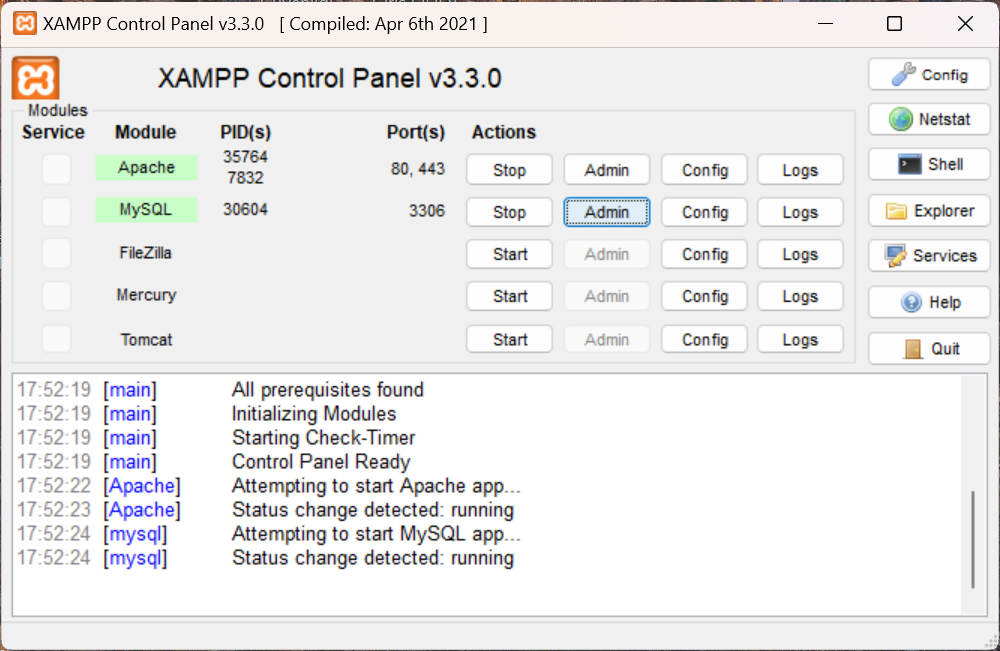 XAMPP Control Panel v3.3.0 [ Compiled: Apr 6th 2021 ]
XAMPP Control Panel v3.3.0
Config
Netstat
Shell
Explorer
Services
Help
Quit
Modules
Service Module PID(s) Port(s) Actions
Apache 35764 7832 80, 443 Stop Admin Config Logs
MySQL 30604 3306 Stop Admin Config Logs
FileZilla Start Admin Config Logs
Mercury Start Admin Config Logs
Tomcat Start Admin Config Logs
17:52:19 [main] All prerequisites found
17:52:19 [main] Initializing Modules
17:52:19 [main] Starting Check-Timer
17:52:19 [main] Control Panel Ready
17:52:22 [Apache] Attempting to start Apache app...
17:52:23 [Apache] Status change detected: running
17:52:24 [mysql] Attempting to start MySQL app...
17:52:24 [mysql] Status change detected: running